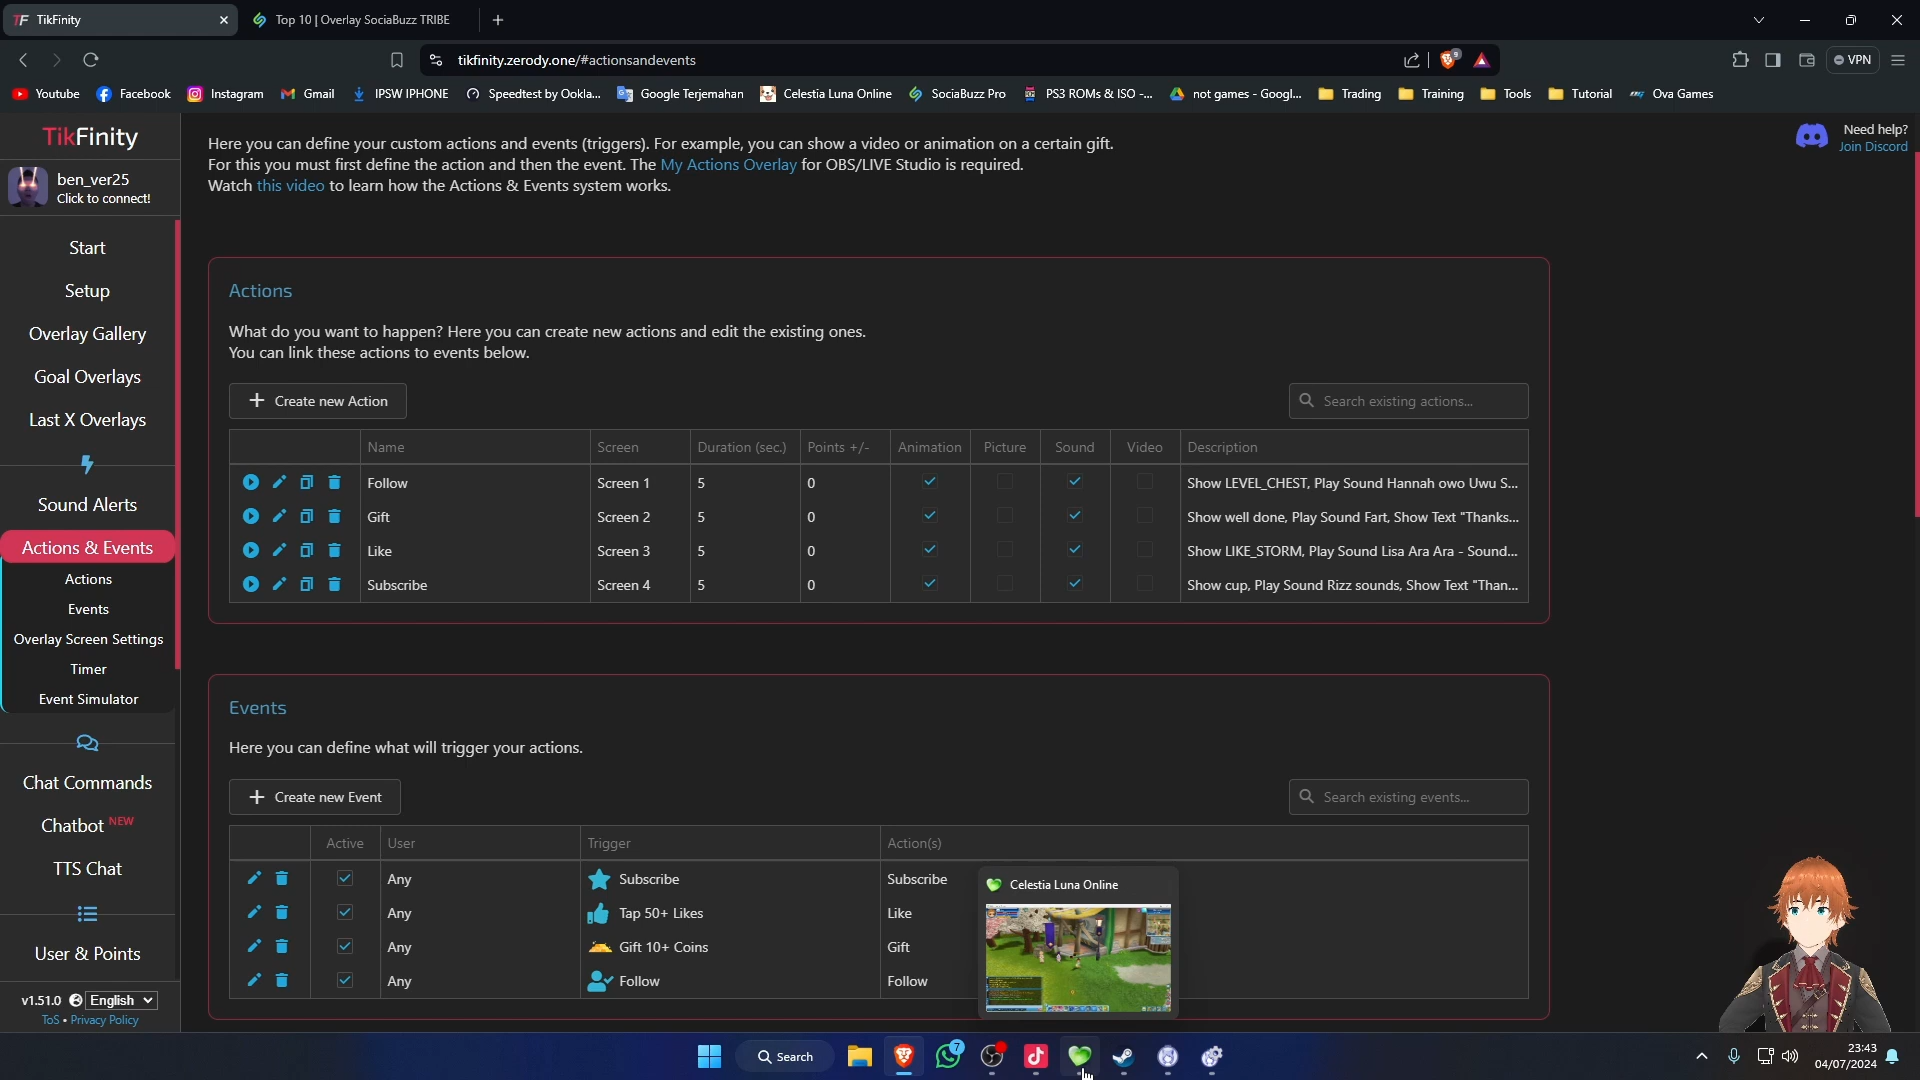 TikFinity
Top 10 | Overlay SociaBuzz TRIBE
tikfinity.zerody.one/#actionsandevents
9
VPN
Youtube
Facebook
Instagram
Gmail
IPSW IPHONE
Speedtest by Ookla...
Google Terjemahan
Celestia Luna Online
SociaBuzz Pro
PS3 ROMs & ISO -...
not games - Googl...
Trading
Training
Tools
Tutorial
Ova Games
TikFinity
ben_ver25
Click to connect!
Start
Setup
Overlay Gallery
Goal Overlays
Last X Overlays
Sound Alerts
Actions & Events
Actions
Events
Overlay Screen Settings
Timer
Event Simulator
Chat Commands
Chatbot NEW
TTS Chat
User & Points
v1.51.0 English
ToS • Privacy Policy
Here you can define your custom actions and events (triggers). For example, you can show a video or animation on a certain gift.
For this you must first define the action and then the event. The My Actions Overlay for OBS/LIVE Studio is required.
Watch this video to learn how the Actions & Events system works.
Need help?
Join Discord
Actions
What do you want to happen? Here you can create new actions and edit the existing ones.
You can link these actions to events below.
+ Create new Action
Search existing actions...
Name Screen Duration (sec.) Points +/- Animation Picture Sound Video Description
Follow Screen 1 5 0 Show LEVEL_CHEST, Play Sound Hannah owo Uwu S...
Gift Screen 2 5 0 Show well done, Play Sound Fart, Show Text "Thanks...
Like Screen 3 5 0 Show LIKE_STORM, Play Sound Lisa Ara Ara - Sound...
Subscribe Screen 4 5 0 Show cup, Play Sound Rizz sounds, Show Text "Than...
Events
Here you can define what will trigger your actions.
+ Create new Event
Search existing events...
Active User Trigger Action(s)
Any Subscribe Subscribe
Any Tap 50+ Likes Like
Any Gift 10+ Coins Gift
Any Follow Follow
Celestia Luna Online
Search
7
23:43
04/07/2024